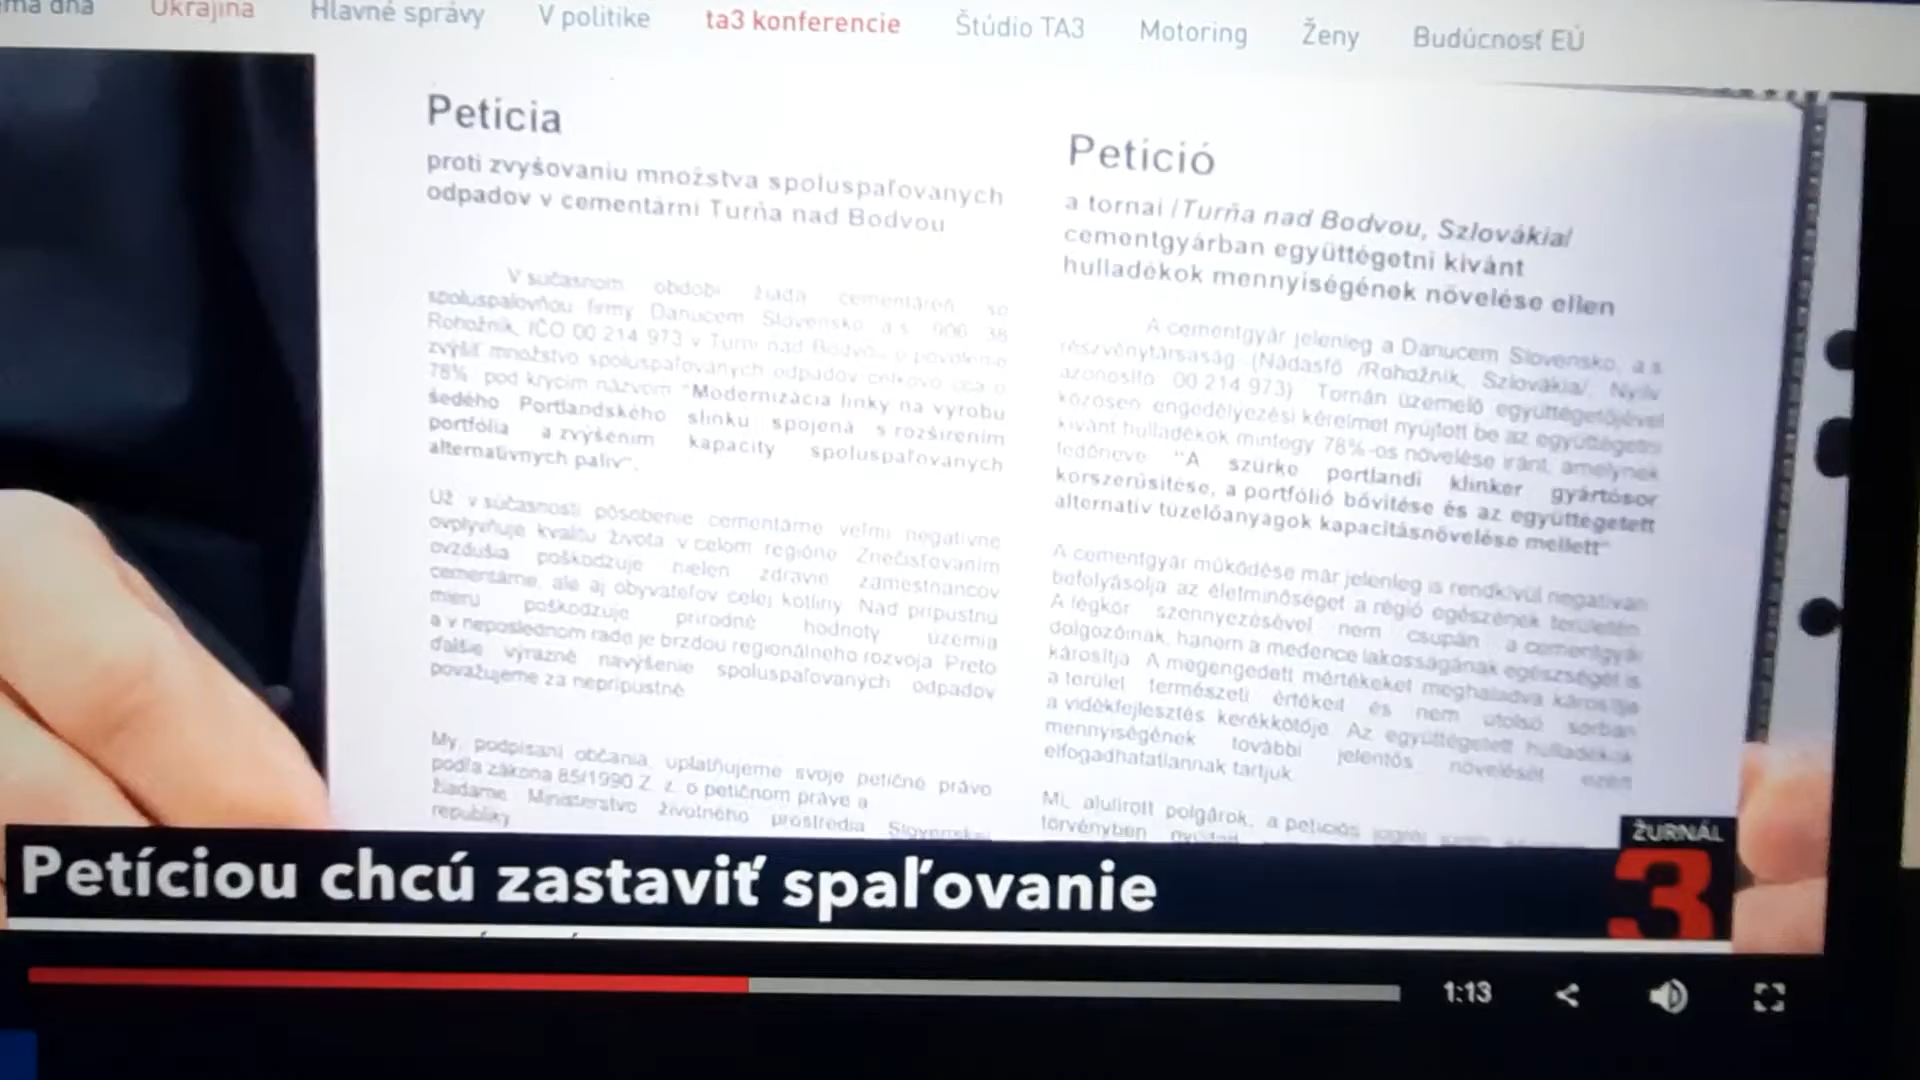 ma dňa Ukrajina Hlavné správy V politike ta3 konferencie Štúdio TA3 Motoring Ženy Budúcnosť EÚ
Petícia
proti zvyšovaniu množstva spoluspaľovaných
odpadov v cementárni Turňa nad Bodvou
V súčasnom období žiada cementáreň so
spoluspaľovňou firmy Danucem Slovensko a.s. 906 38
Rohožník, IČO 00 214 973 v Turni nad Bodvou o povolenie
zvýšiť množstvo spoluspaľovaných odpadov celkovo cca o
78% pod krycím názvom "Modernizácia linky na výrobu
šedého Portlandského slinku spojená s rozšírením
portfólia a zvýšením kapacity spoluspaľovaných
alternatívnych palív".
Už v súčasnosti pôsobenie cementárne veľmi negatívne
ovplyvňuje kvalitu života v celom regióne Znečisťovaním
ovzdušia poškodzuje nielen zdravie zamestnancov
cementárne, ale aj obyvateľov celej kotliny. Nad prípustnú
mieru poškodzuje prírodné hodnoty územia
a v neposlednom rade je brzdou regionálneho rozvoja. Preto
ďalšie výrazné navýšenie spoluspaľovaných odpadov
považujeme za neprípustné.
My, podpísaní občania, uplatňujeme svoje petičné právo
podľa zákona 85/1990 Z. z. o petičnom práve a
žiadame Ministerstvo životného prostredia Slovenskej
republiky
Petíció
a tornai /Turňa nad Bodvou, Szlovákia/
cementgyárban együttégetni kívánt
hulladékok mennyiségének növelése ellen
A cementgyár jelenleg a Danucem Slovensko, a.s
részvénytársaság (Nádasfő /Rohožník, Szlovákia/, Nyilv
azonosító 00 214 973) Tornán üzemelő együttégetőjével
közösen engedélyezési kérelmet nyújtott be az együttégetni
kívánt hulladékok mintegy 78%-os növelése iránt, amelynek
fedőneve "A szürke portlandi klinker gyártósor
korszerűsítése, a portfólió bővítése és az együttégetett
alternatív tüzelőanyagok kapacitásnövelése mellett"
A cementgyár működése már jelenleg is rendkívül negatívan
befolyásolja az életminőséget a régió egészének területén
A légkör szennyezésével nem csupán a cementgyár
dolgozóinak, hanem a medence lakosságának egészségét is
károsítja. A megengedett mértékeket meghaladva károsítja
a terület természeti értékeit és nem utolsó sorban
a vidékfejlesztés kerékkötője. Az együttégetett hulladékok
mennyiségének további jelentős növelését ezért
elfogadhatatlannak tartjuk.
Mi, alulírott polgárok, a petíciós
törvényben
ŽURNÁL
3
Petíciou chcú zastaviť spaľovanie
1:13